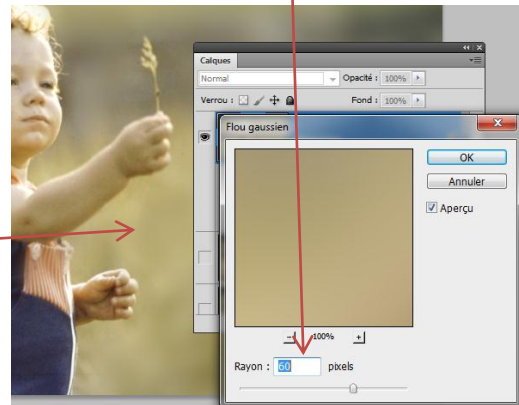 Calques
Normal
Opacité : 100%
Verrou :
Fond : 100%
Flou gaussien
OK
Annuler
Aperçu
100%
Rayon : 60 pixels